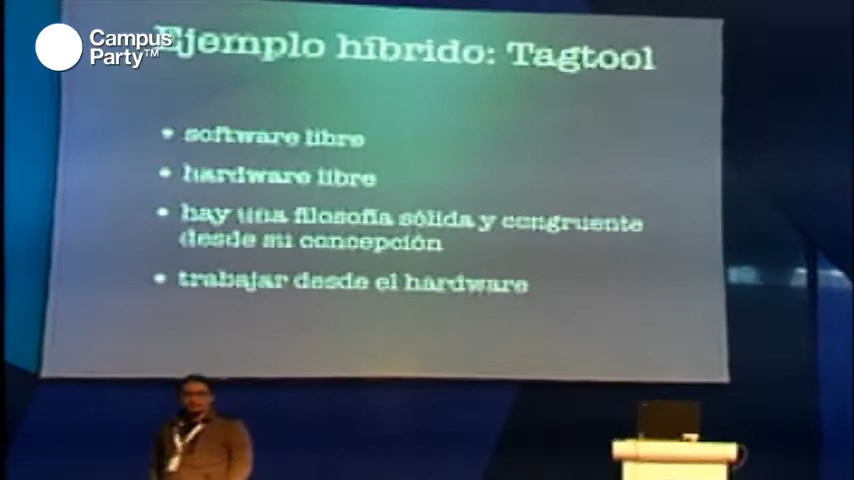 Campus
Party™
Ejemplo híbrido: Tagtool
• software libre
• hardware libre
• hay una filosofía sólida y congruente
desde su concepción
• trabajar desde el hardware